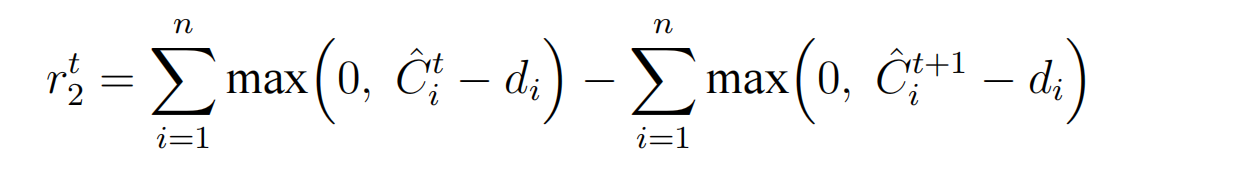 r_2^t = \sum_{i=1}^{n} \max\left(0,\ \hat{C}_i^t - d_i\right) - \sum_{i=1}^{n} \max\left(0,\ \hat{C}_i^{t+1} - d_i\right)